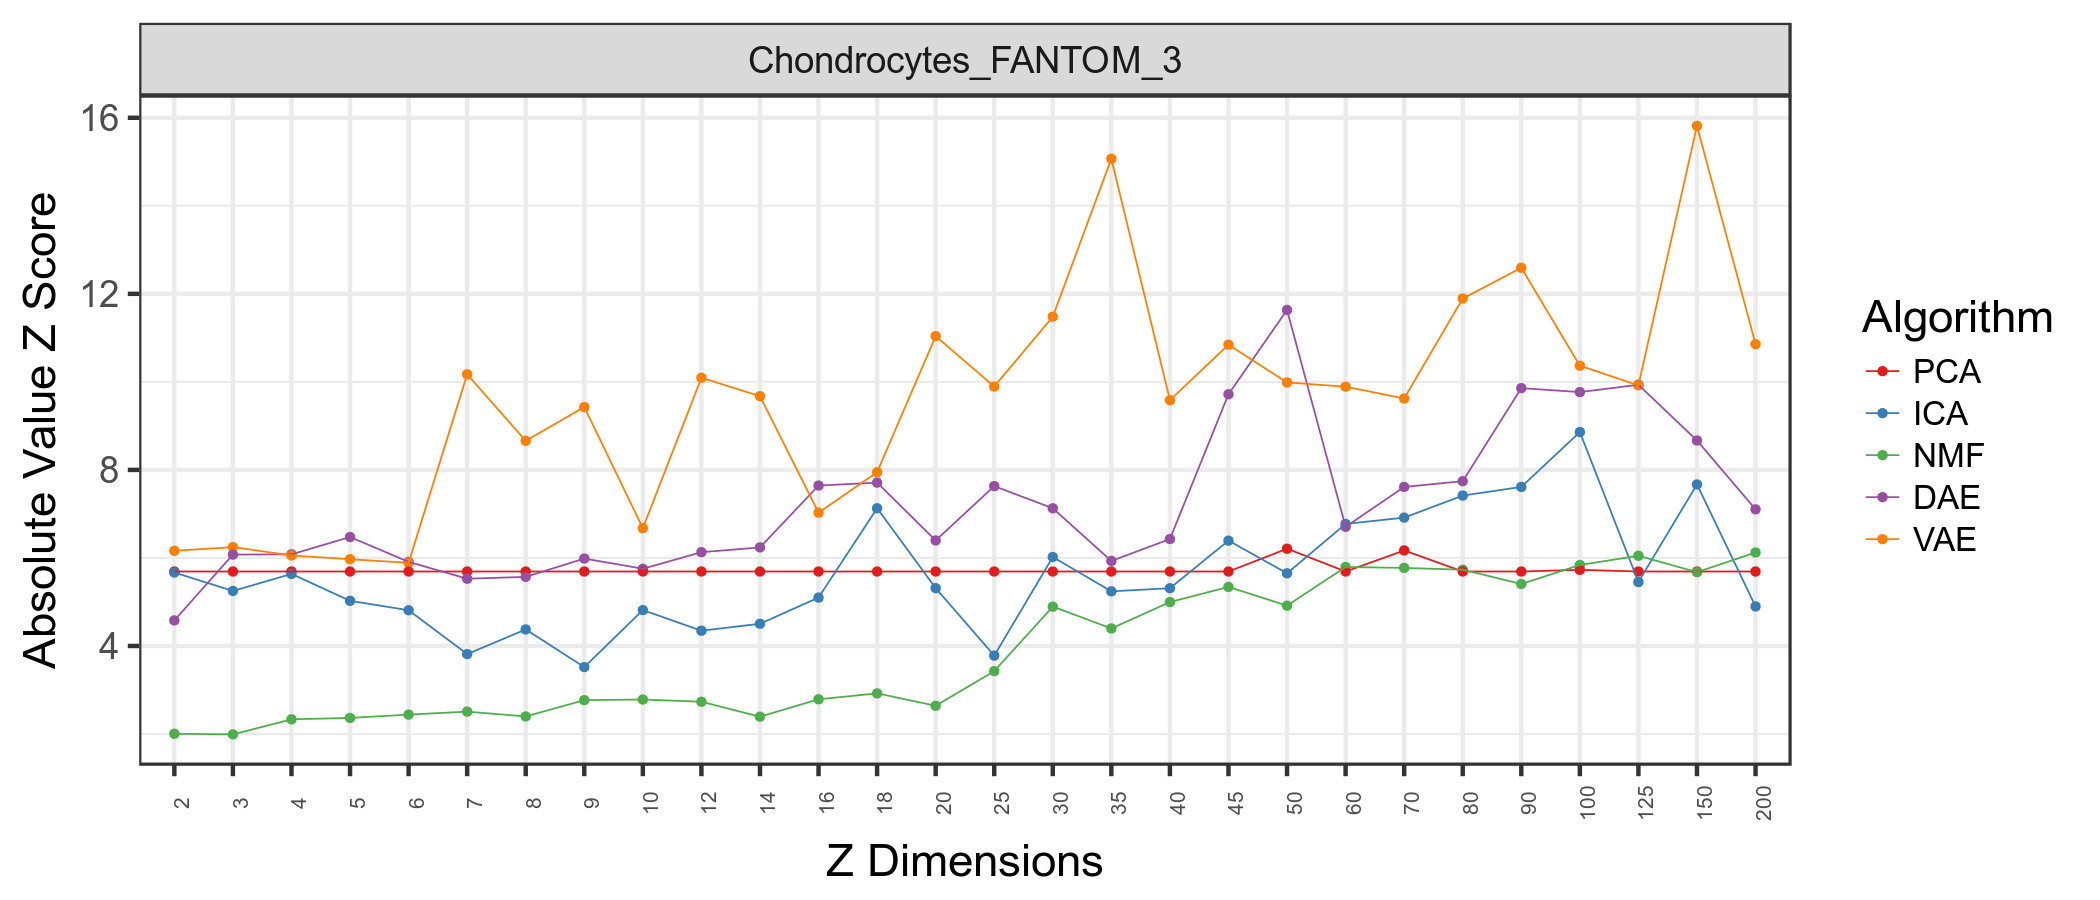 Chondrocytes_FANTOM_3
Absolute Value Z Score
16
12
8
4
2 3 4 5 6 7 8 9 10 12 14 16 18 20 25 30 35 40 45 50 60 70 80 90 100 125 150 200
Z Dimensions
Algorithm
PCA
ICA
NMF
DAE
VAE